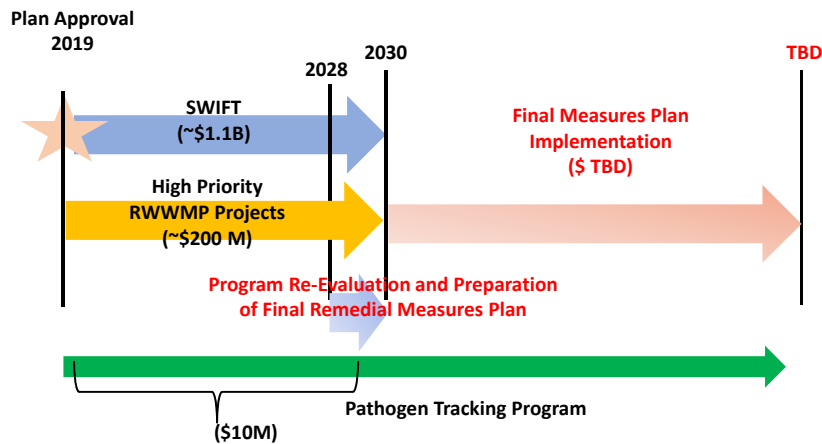 Plan Approval
2019
2028
2030
TBD
SWIFT
(~$1.1B)
High Priority
RWWMP Projects
(~$200 M)
Final Measures Plan
Implementation
($ TBD)
Program Re-Evaluation and Preparation
of Final Remedial Measures Plan
Pathogen Tracking Program
($10M)